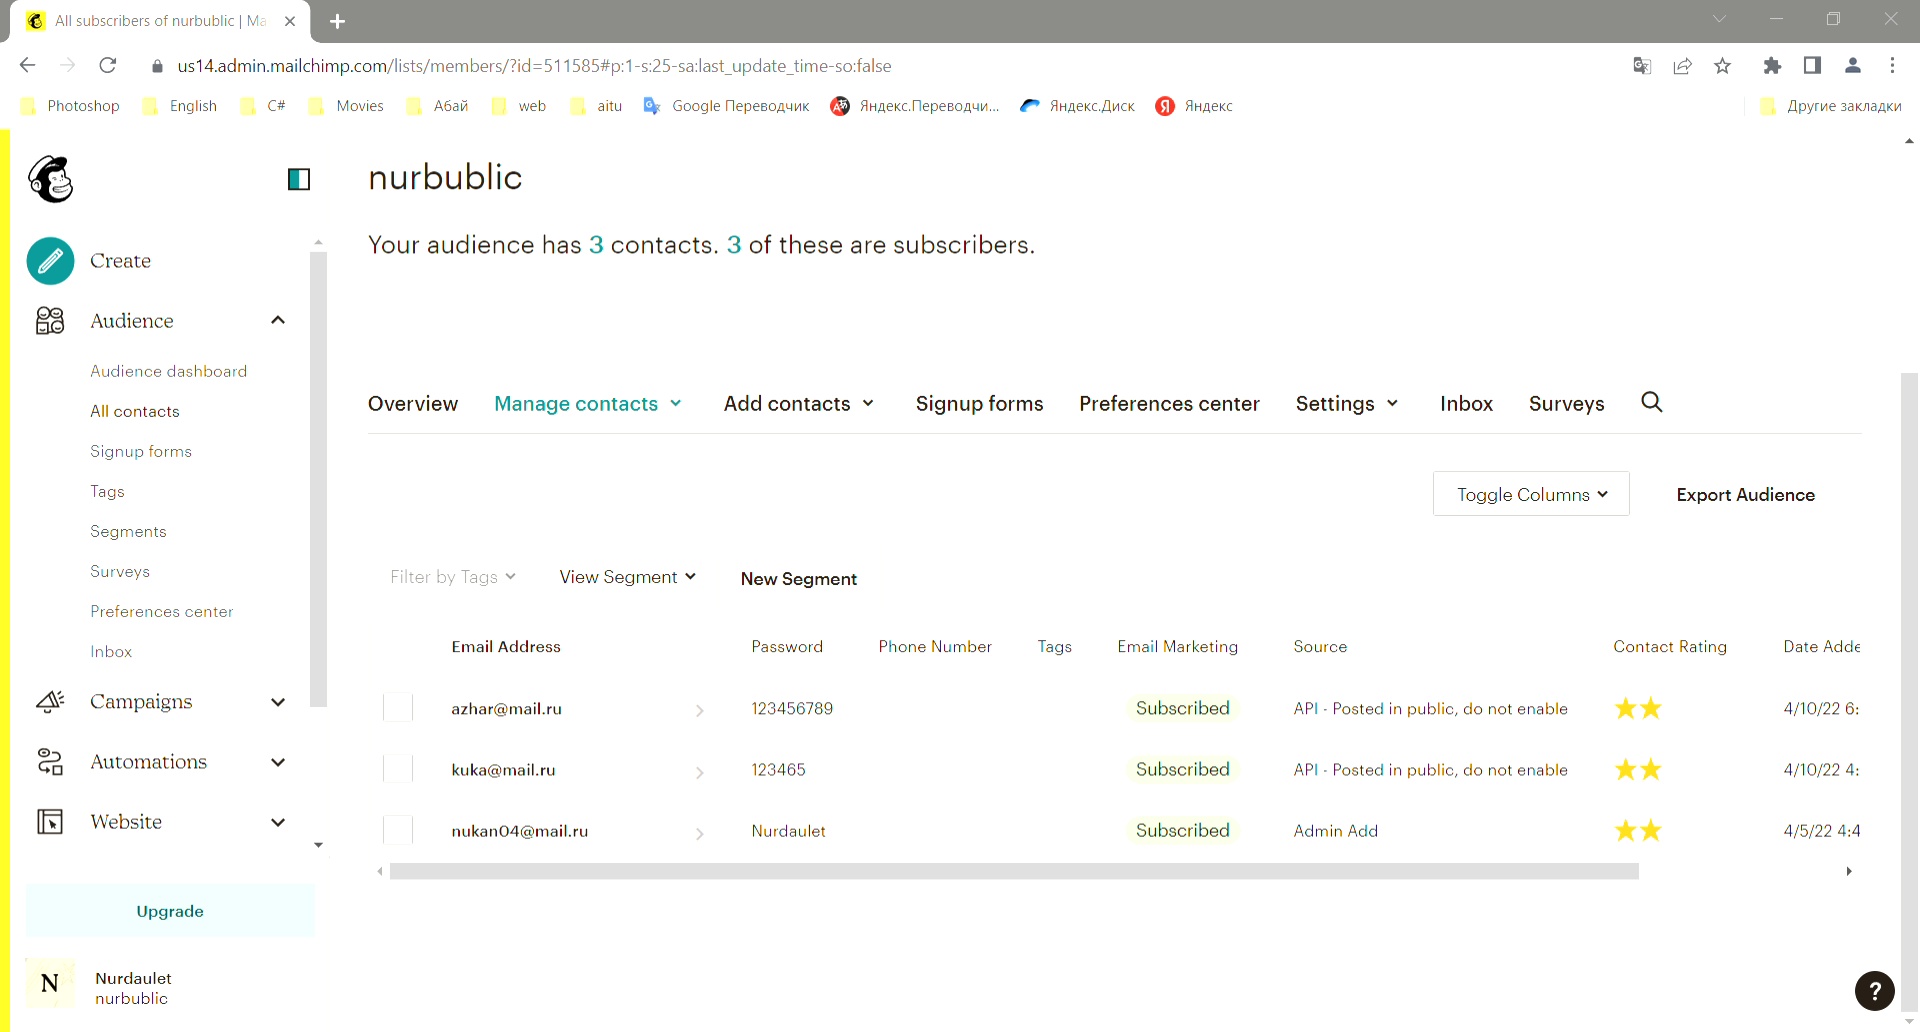 All subscribers of nurbublic | Ma
us14.admin.mailchimp.com/lists/members/?id=511585#p:1-s:25-sa:last_update_time-so:false
Photoshop English C# Movies Абай web aitu Google Переводчик Яндекс.Переводчи... Яндекс.Диск Яндекс Другие закладки
nurbublic
Your audience has 3 contacts. 3 of these are subscribers.
Create
Audience
Audience dashboard
All contacts
Signup forms
Tags
Segments
Surveys
Preferences center
Inbox
Campaigns
Automations
Website
Upgrade
N
Nurdaulet
nurbublic
Overview Manage contacts Add contacts Signup forms Preferences center Settings Inbox Surveys
Toggle Columns Export Audience
Filter by Tags View Segment New Segment
Email Address Password Phone Number Tags Email Marketing Source Contact Rating Date Adde
azhar@mail.ru 123456789 Subscribed API - Posted in public, do not enable 4/10/22 6:
kuka@mail.ru 123465 Subscribed API - Posted in public, do not enable 4/10/22 4:
nukan04@mail.ru Nurdaulet Subscribed Admin Add 4/5/22 4:4
?